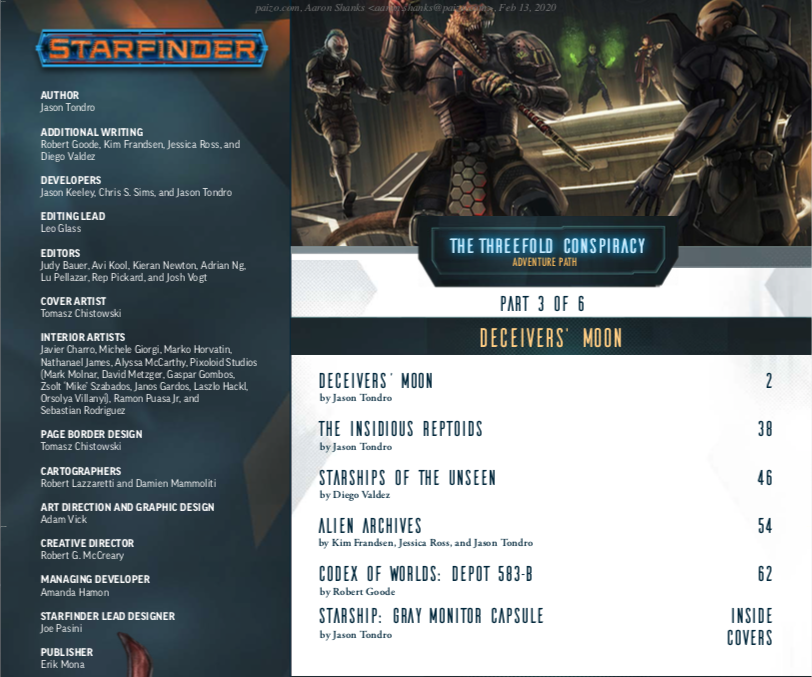 paizo.com, Aaron Shanks <
, Feb 13, 2020
STARFINDER
AUTHOR
Jason Tondro
ADDITIONAL WRITING
Robert Goode, Kim Frandsen, Jessica Ross, and
Diego Valdez
DEVELOPERS
Jason Keeley, Chris S. Sims, and Jason Tondro
EDITING LEAD
Leo Glass
EDITORS
Judy Bauer, Avi Kool, Kieran Newton, Adrian Ng,
Lu Pellazar, Rep Pickard, and Josh Vogt
COVER ARTIST
Tomasz Chistowski
INTERIOR ARTISTS
Javier Charro, Michele Giorgi, Marko Horvatin,
Nathanael James, Alyssa McCarthy, Pixoloid Studios
(Mark Molnar, David Metzger, Gaspar Gombos,
Zsolt 'Mike' Szabados, Janos Gardos, Laszlo Hackl,
Orsolya Villanyi), Ramon Puasa Jr, and
Sebastian Rodriguez
PAGE BORDER DESIGN
Tomasz Chistowski
CARTOGRAPHERS
Robert Lazzaretti and Damien Mammoliti
ART DIRECTION AND GRAPHIC DESIGN
Adam Vick
CREATIVE DIRECTOR
Robert G. McCreary
MANAGING DEVELOPER
Amanda Hamon
STARFINDER LEAD DESIGNER
Joe Pasini
PUBLISHER
Erik Mona
THE THREEFOLD CONSPIRACY
ADVENTURE PATH
PART 3 OF 6
DECEIVERS' MOON
DECEIVERS' MOON 2
by Jason Tondro
THE INSIDIOUS REPTOIDS 38
by Jason Tondro
STARSHIPS OF THE UNSEEN 46
by Diego Valdez
ALIEN ARCHIVES 54
by Kim Frandsen, Jessica Ross, and Jason Tondro
CODEX OF WORLDS: DEPOT 583-B 62
by Robert Goode
STARSHIP: GRAY MONITOR CAPSULE INSIDE
by Jason Tondro COVERS